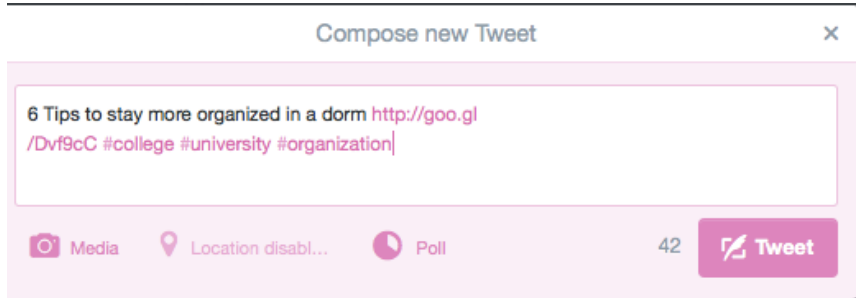 Compose new Tweet ×
6 Tips to stay more organized in a dorm http://goo.gl
/Dvf9cC #college #university #organization
Media Location disabl... Poll 42 Tweet